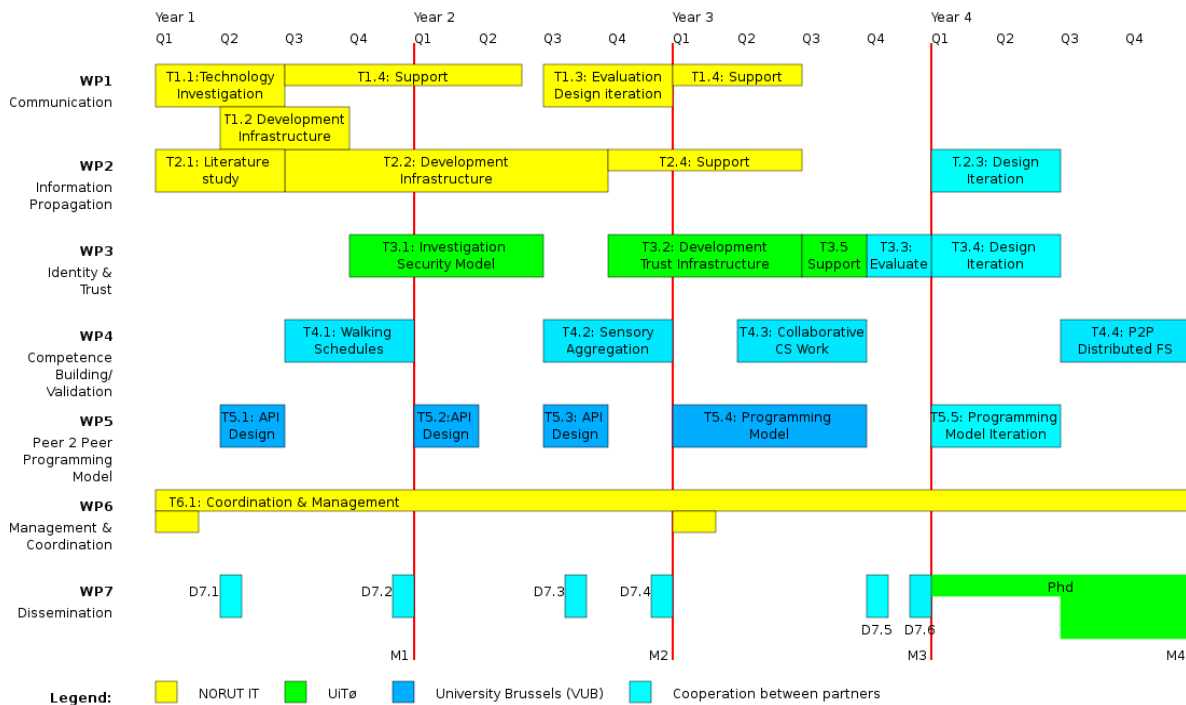 Year 1
Year 2
Year 3
Year 4
Q1 Q2 Q3 Q4 Q1 Q2 Q3 Q4 Q1 Q2 Q3 Q4 Q1 Q2 Q3 Q4
WP1
Communication
T1.1:Technology
Investigation
T1.4: Support
T1.3: Evaluation
Design iteration
T1.4: Support
T1.2 Development
Infrastructure
WP2
Information
Propagation
T2.1: Literature
study
T2.2: Development
Infrastructure
T2.4: Support
T.2.3: Design
Iteration
WP3
Identity &
Trust
T3.1: Investigation
Security Model
T3.2: Development
Trust Infrastructure
T3.5
Support
T3.3:
Evaluate
T3.4: Design
Iteration
WP4
Competence
Building/
Validation
T4.1: Walking
Schedules
T4.2: Sensory
Aggregation
T4.3: Collaborative
CS Work
T4.4: P2P
Distributed FS
WP5
Peer 2 Peer
Programming
Model
T5.1: API
Design
T5.2:API
Design
T5.3: API
Design
T5.4: Programming
Model
T5.5: Programming
Model Iteration
WP6
Management &
Coordination
T6.1: Coordination & Management
WP7
Dissemination
D7.1
D7.2
D7.3
D7.4
D7.5
D7.6
Phd
M1
M2
M3
M4
Legend:
NORUT IT
UiTø
University Brussels (VUB)
Cooperation between partners